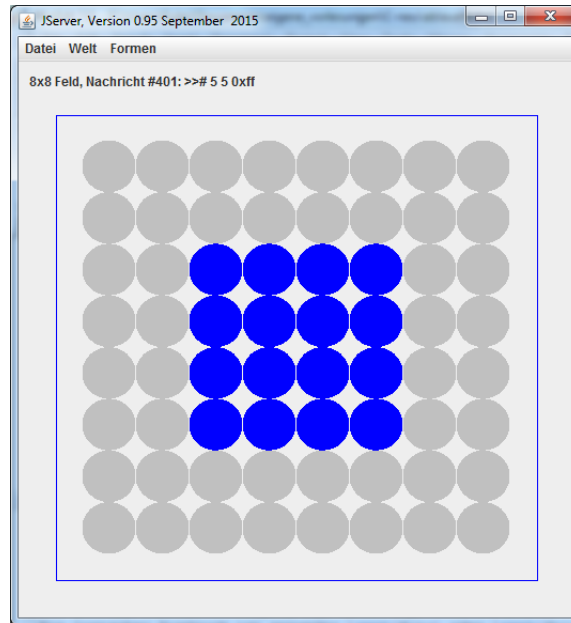 JServer, Version 0.95 September 2015
Datei Welt Formen
8x8 Feld, Nachricht #401: >># 5 5 0xff